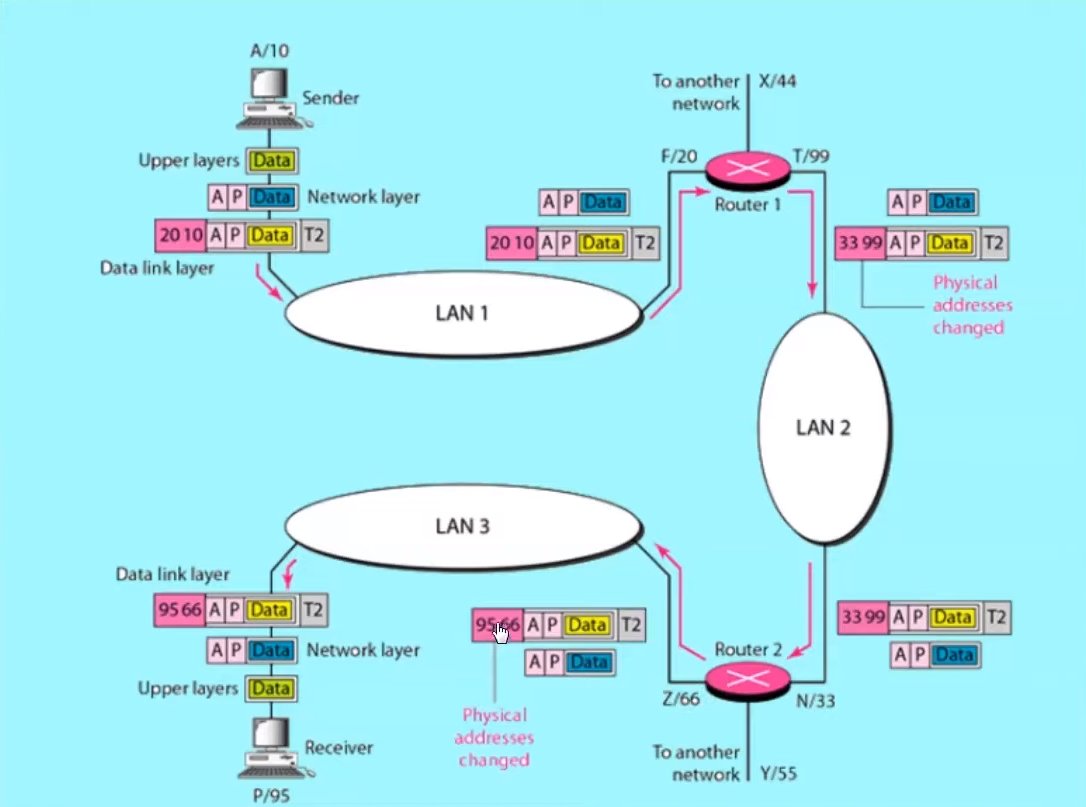 A/10
Sender
Upper layers Data
A P Data Network layer
20 10 A P Data T2
Data link layer
LAN 1
A P Data
20 10 A P Data T2
To another
network
X/44
F/20
T/99
Router 1
A P Data
33 99 A P Data T2
Physical
addresses
changed
LAN 2
33 99 A P Data T2
A P Data
Router 2
N/33
Z/66
To another
network
Y/55
95 66 A P Data T2
A P Data
Physical
addresses
changed
LAN 3
Data link layer
95 66 A P Data T2
A P Data Network layer
Upper layers Data
Receiver
P/95